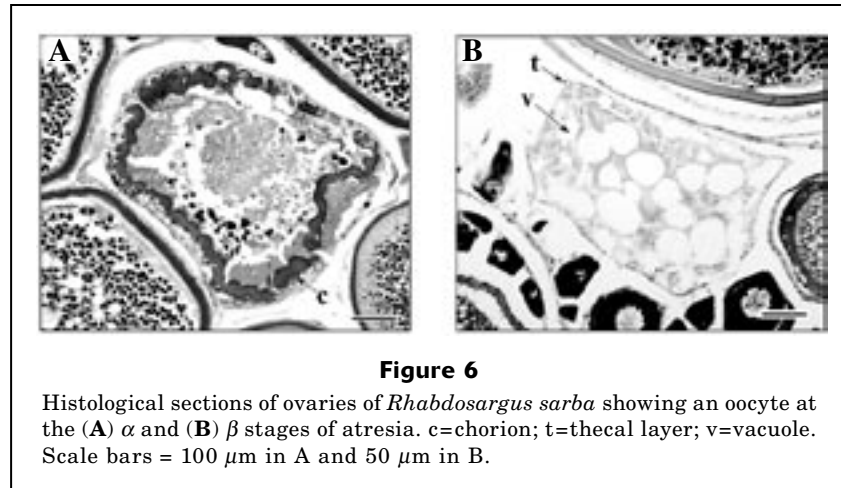 A B
t
v
c
Figure 6
Histological sections of ovaries of Rhabdosargus sarba showing an oocyte at
the (A) α and (B) β stages of atresia. c=chorion; t=thecal layer; v=vacuole.
Scale bars = 100 μm in A and 50 μm in B.